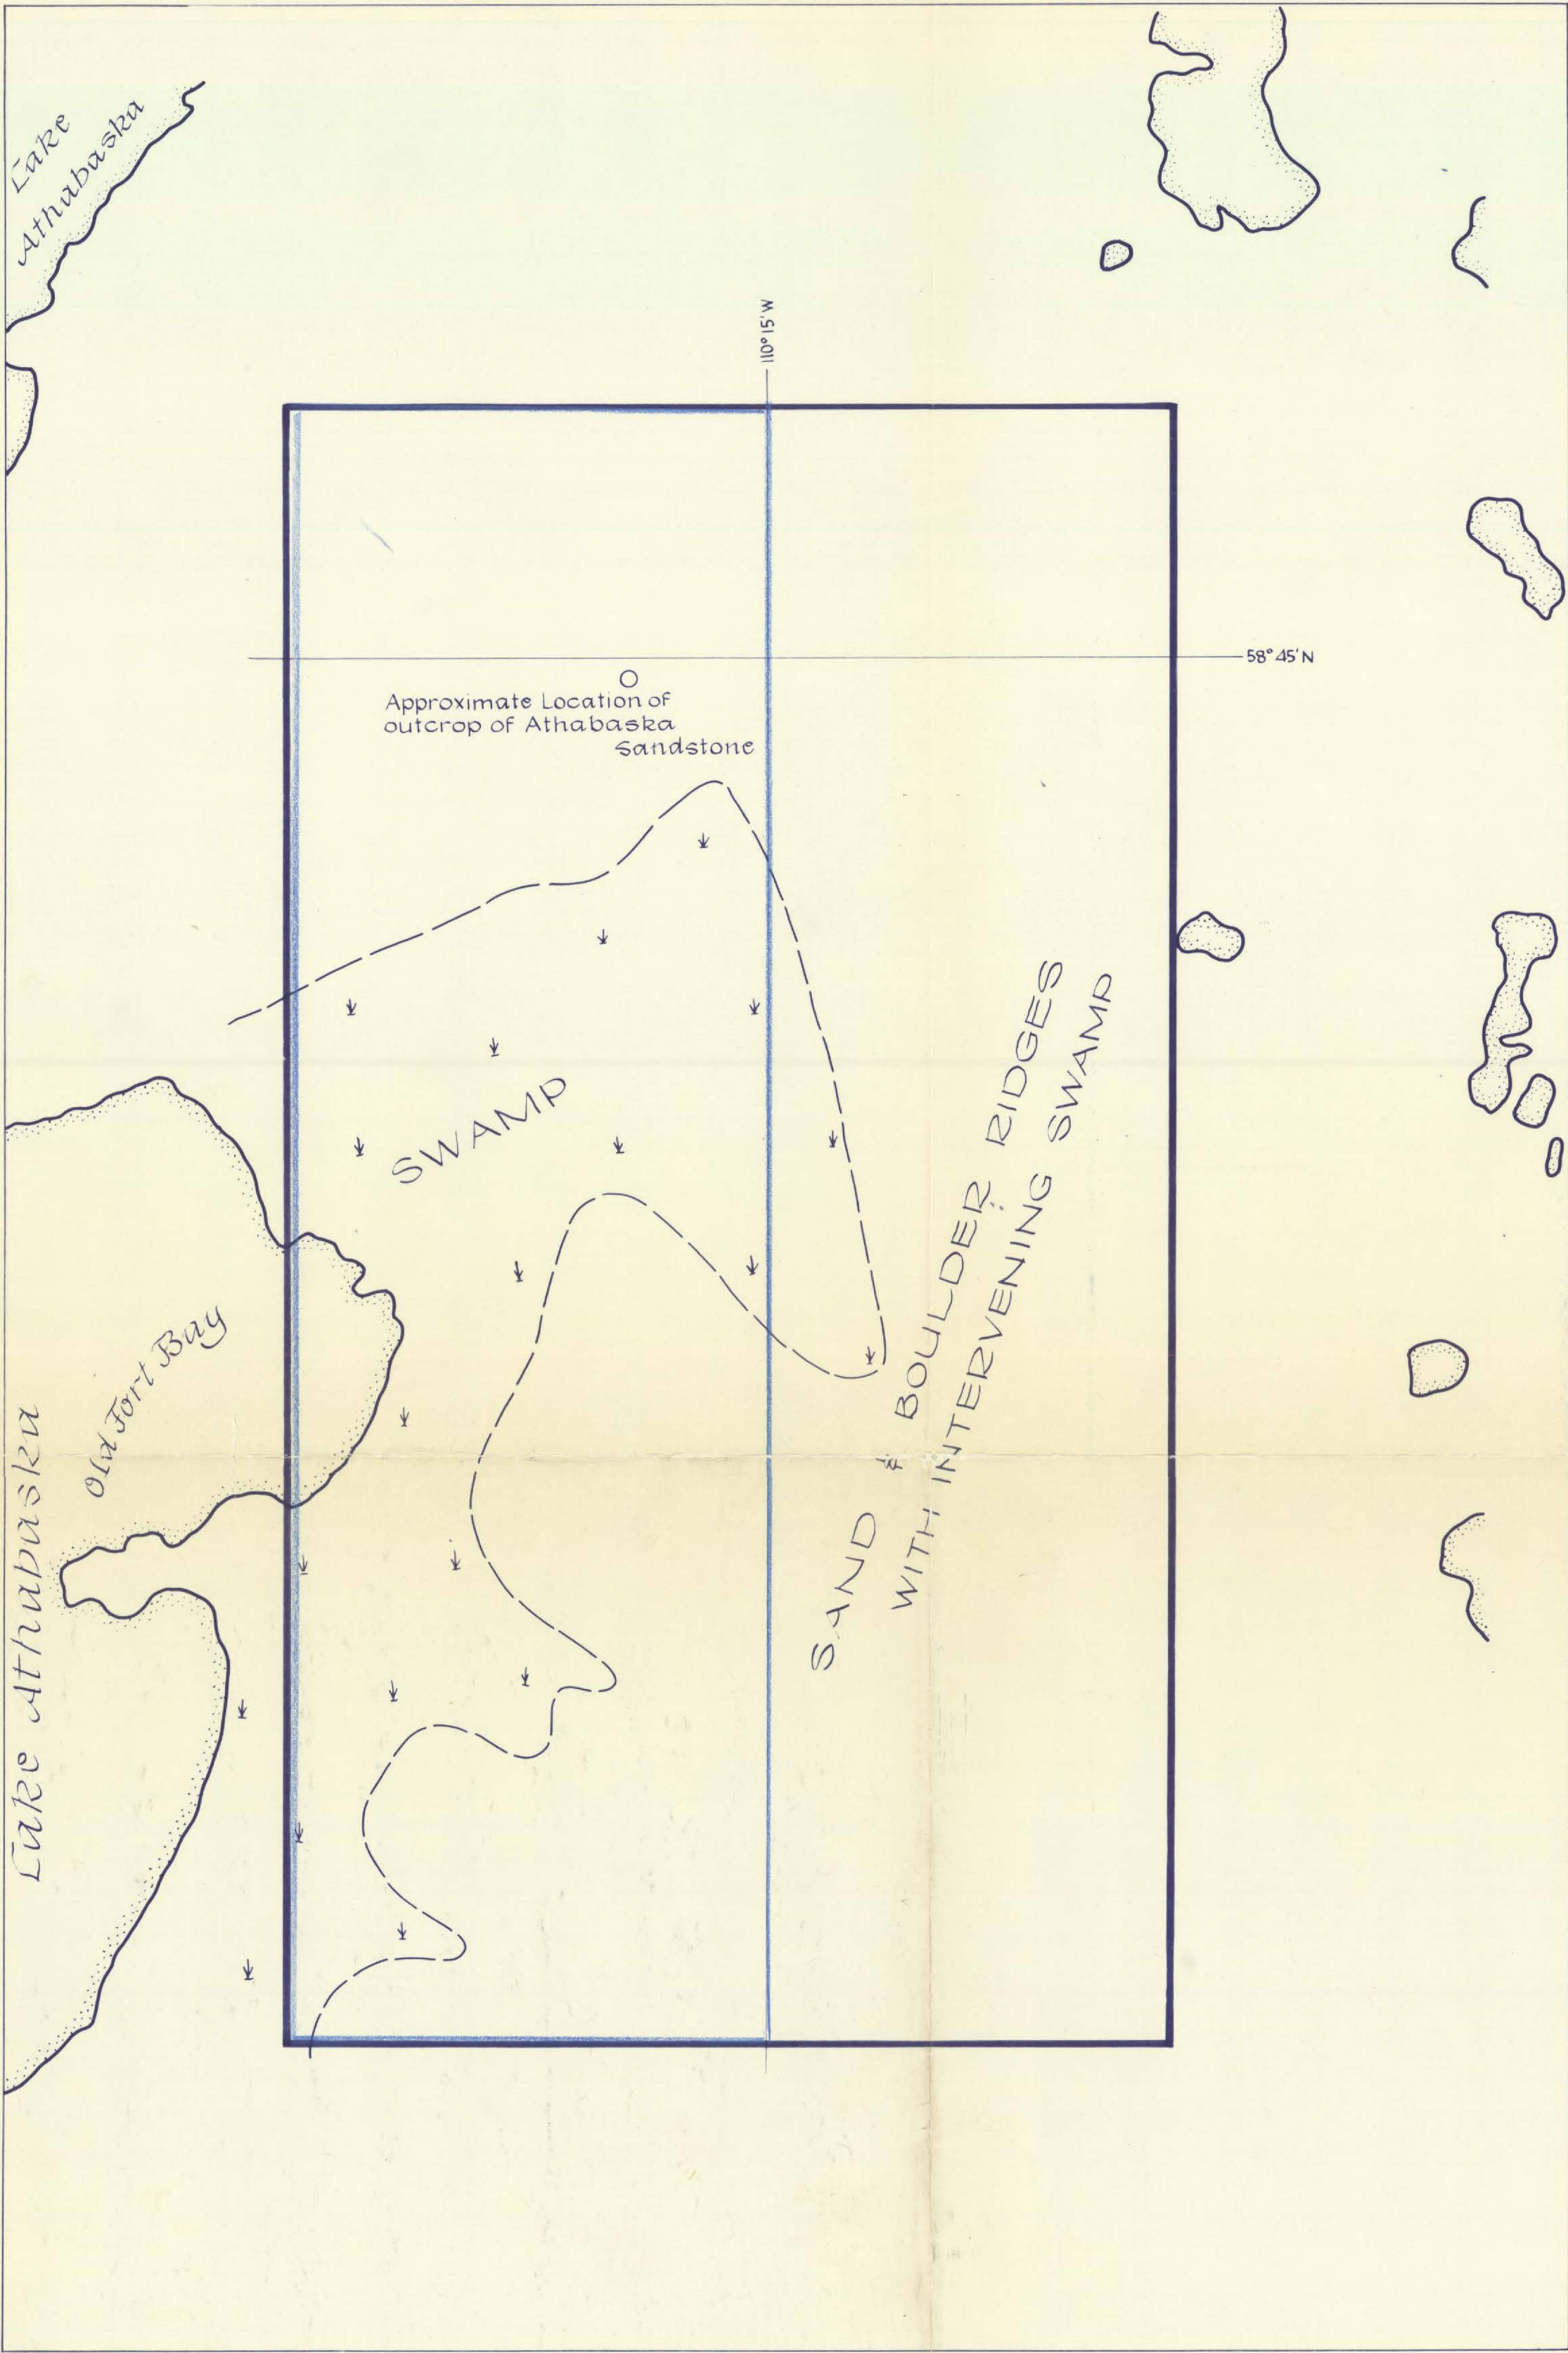 Lake
Athabaska
110° 15' W
58° 45' N
Approximate Location of
outcrop of Athabaska
Sandstone
SWAMP
SAND & BOULDER RIDGES
WITH INTERVENING SWAMP
Old Fort Bay
Lake Athabaska